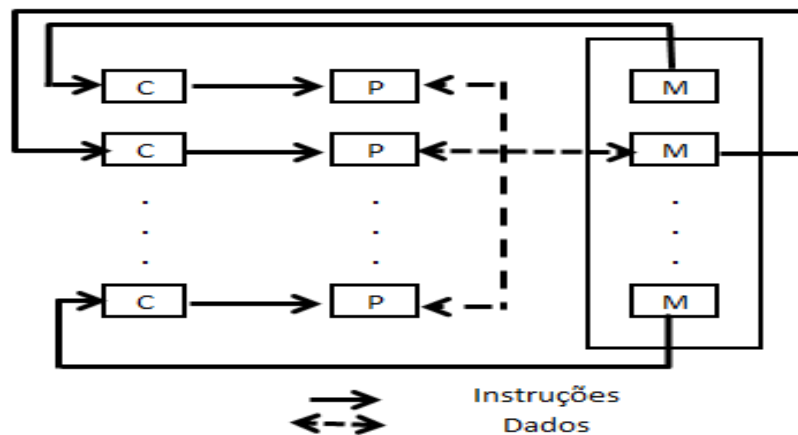 C P M
C P M
. . .
. . .
. . .
C P M
Instruções
Dados